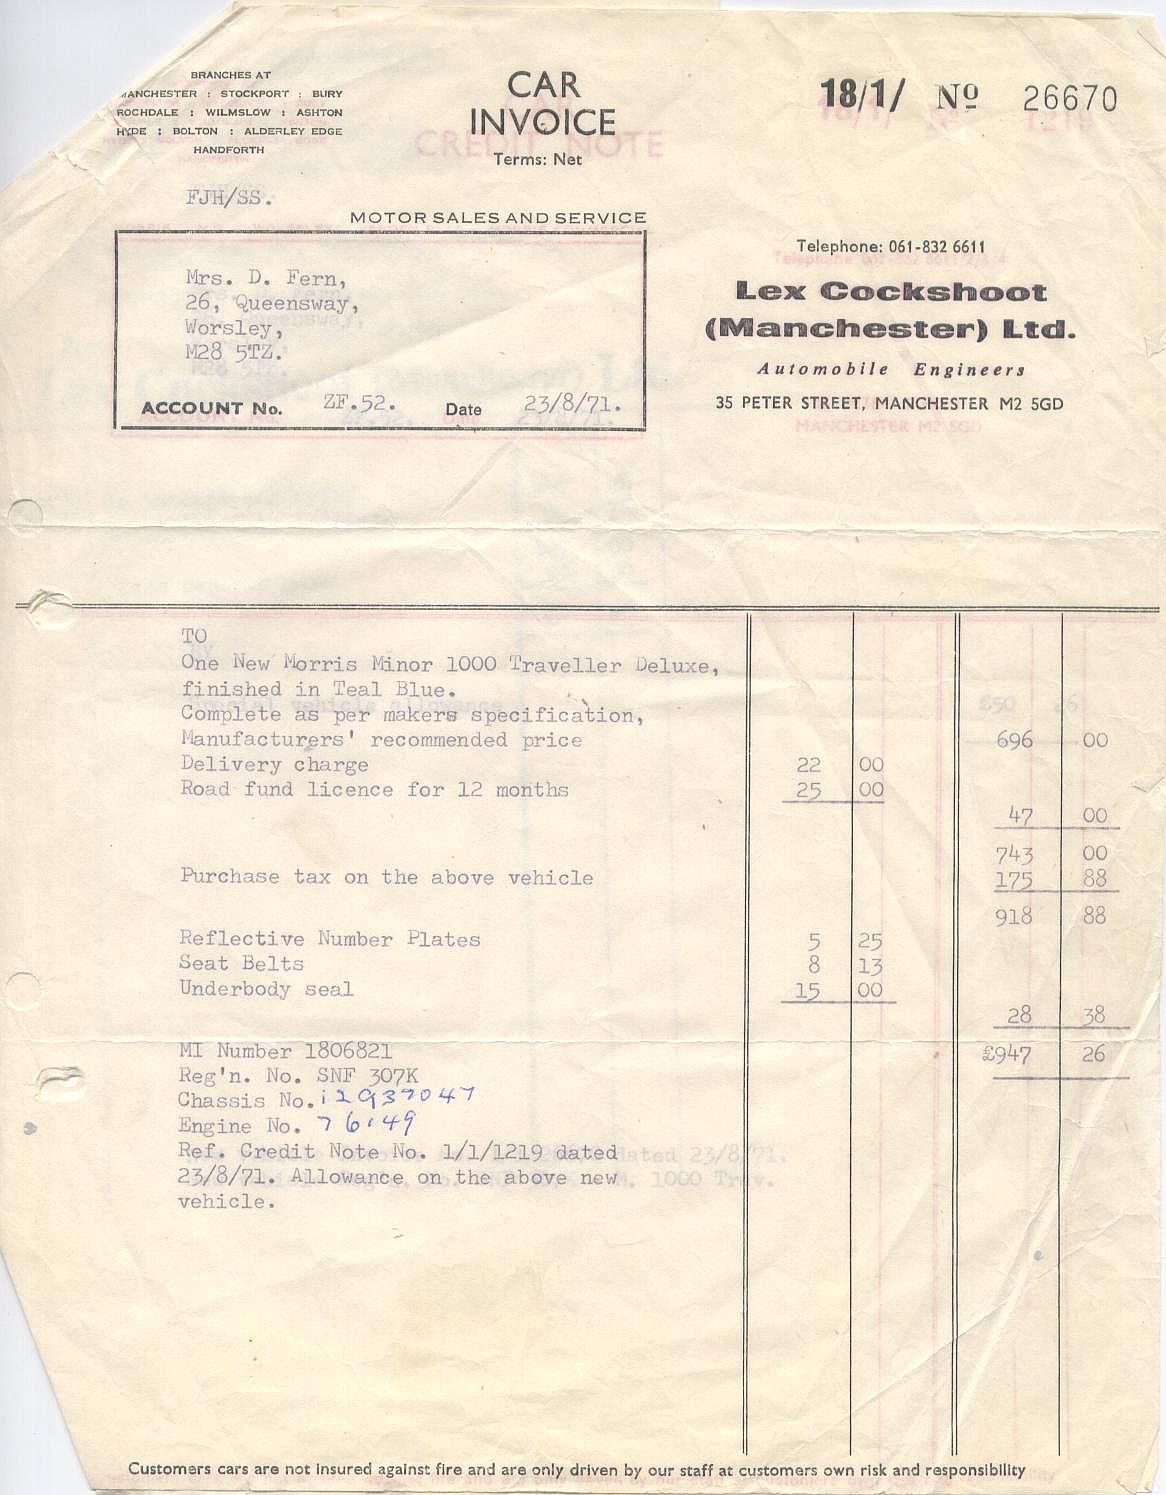 BRANCHES AT
MANCHESTER : STOCKPORT : BURY
ROCHDALE : WILMSLOW : ASHTON
HYDE : BOLTON : ALDERLEY EDGE
HANDFORTH
CAR
INVOICE
Terms: Net
18/1/ No 26670
FJH/SS.
MOTOR SALES AND SERVICE
Mrs. D. Fern,
26, Queensway,
Worsley,
M28 5TZ.
ACCOUNT No. ZF.52. Date 23/8/71.
Telephone: 061-832 6611
Lex Cockshoot
(Manchester) Ltd.
Automobile Engineers
35 PETER STREET, MANCHESTER M2 5GD
TO
One New Morris Minor 1000 Traveller Deluxe,
finished in Teal Blue.
Complete as per makers specification,
Manufacturers' recommended price 696 00
Delivery charge 22 00
Road fund licence for 12 months 25 00
47 00
743 00
Purchase tax on the above vehicle 175 88
918 88
Reflective Number Plates 5 25
Seat Belts 8 13
Underbody seal 15 00
28 38
MI Number 1806821 £947 26
Reg'n. No. SNF 307K
Chassis No.
Engine No.
Ref. Credit Note No. 1/1/1219 dated
23/8/71. Allowance on the above new
vehicle.
Customers cars are not insured against fire and are only driven by our staff at customers own risk and responsibility